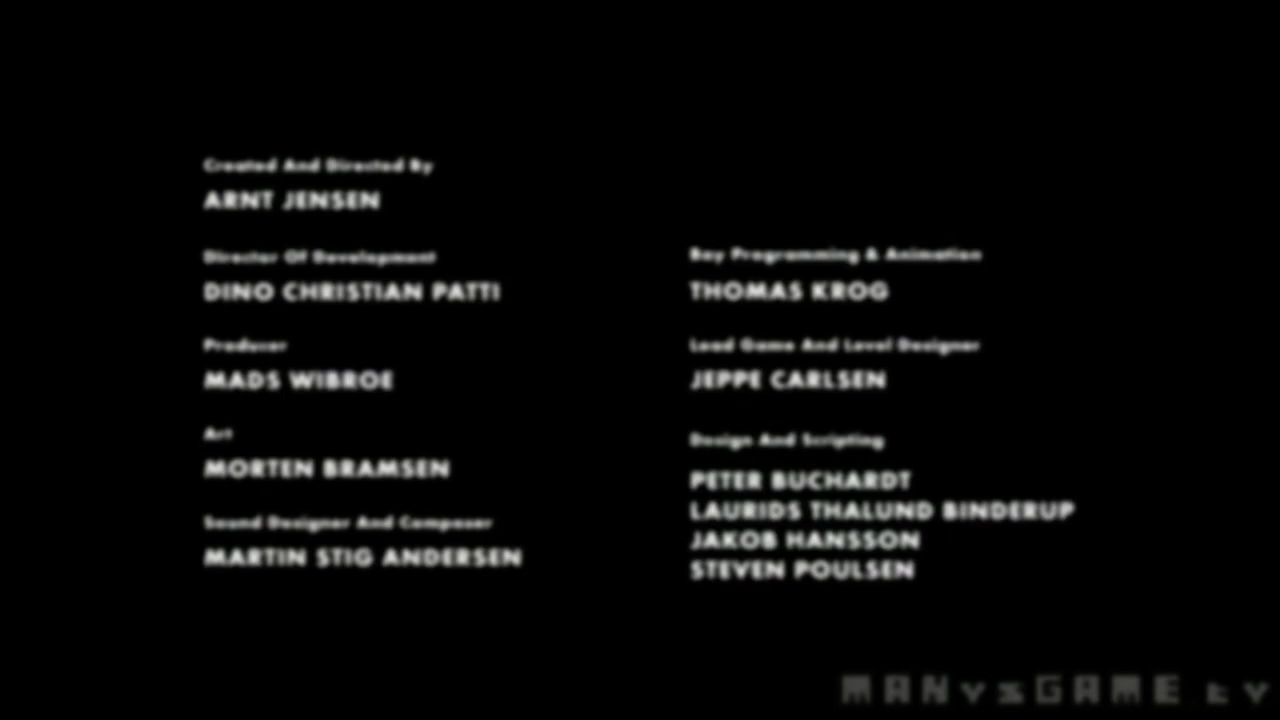 Created And Directed By
ARNT JENSEN
Director Of Development
DINO CHRISTIAN PATTI
Producer
MADS WIBROE
Art
MORTEN BRAMSEN
Sound Designer And Composer
MARTIN STIG ANDERSEN
Boy Programming & Animation
THOMAS KROG
Lead Game And Level Designer
JEPPE CARLSEN
Design And Scripting
PETER BUCHARDT
LAURIDS THALUND BINDERUP
JAKOB HANSSON
STEVEN POULSEN
MANvsGAME.tv